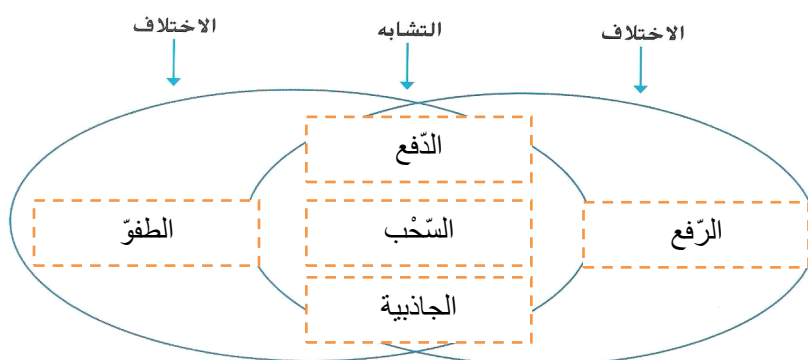 الاختلاف
التشابه
الاختلاف
الدّفع
الرّفع
السّحْب
الطفوّ
الجاذبية